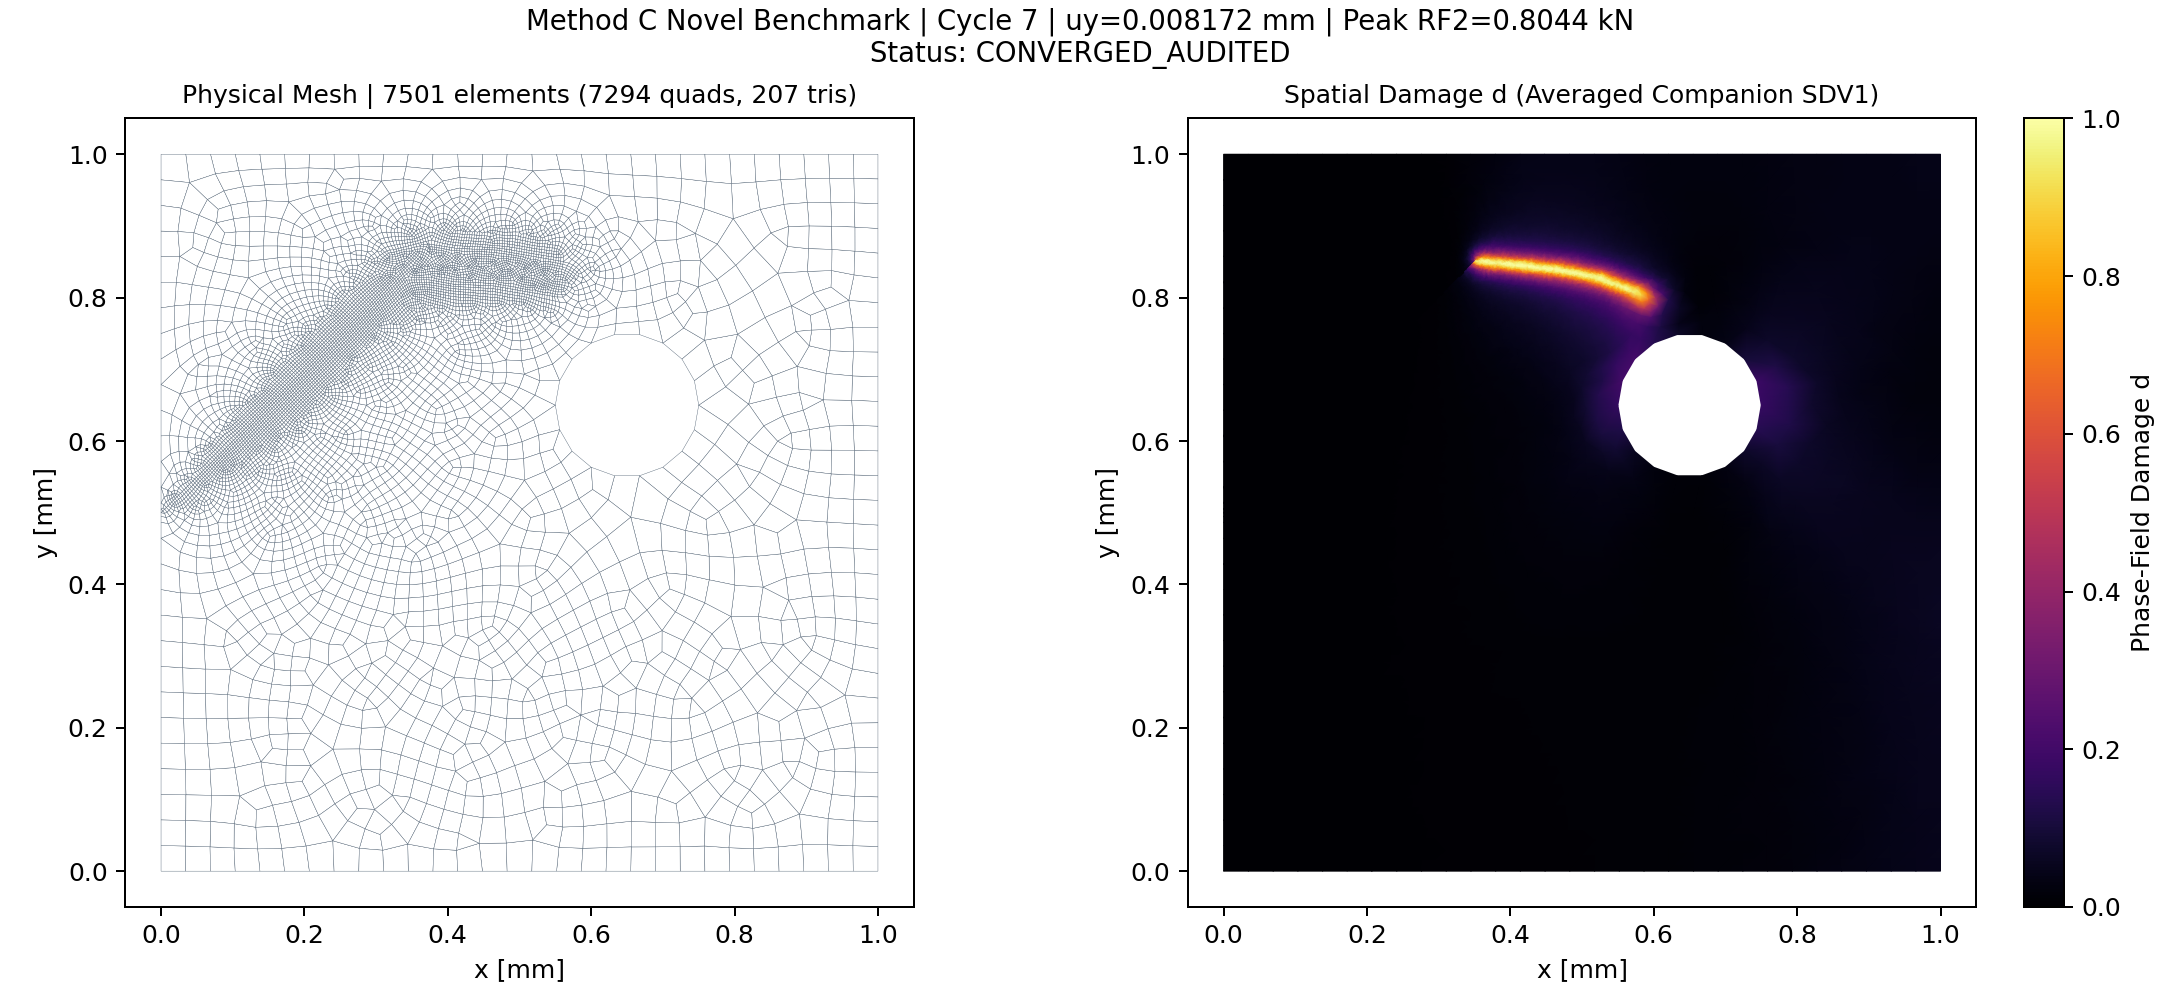 Method C Novel Benchmark | Cycle 7 | uy=0.008172 mm | Peak RF2=0.8044 kN
Status: CONVERGED_AUDITED
Physical Mesh | 7501 elements (7294 quads, 207 tris)
1.0
0.8
0.6
0.4
0.2
0.0
y [mm]
0.0 0.2 0.4 0.6 0.8 1.0
x [mm]
Spatial Damage d (Averaged Companion SDV1)
1.0
0.8
0.6
0.4
0.2
0.0
y [mm]
0.0 0.2 0.4 0.6 0.8 1.0
x [mm]
1.0
0.8
0.6
0.4
0.2
0.0
Phase-Field Damage d